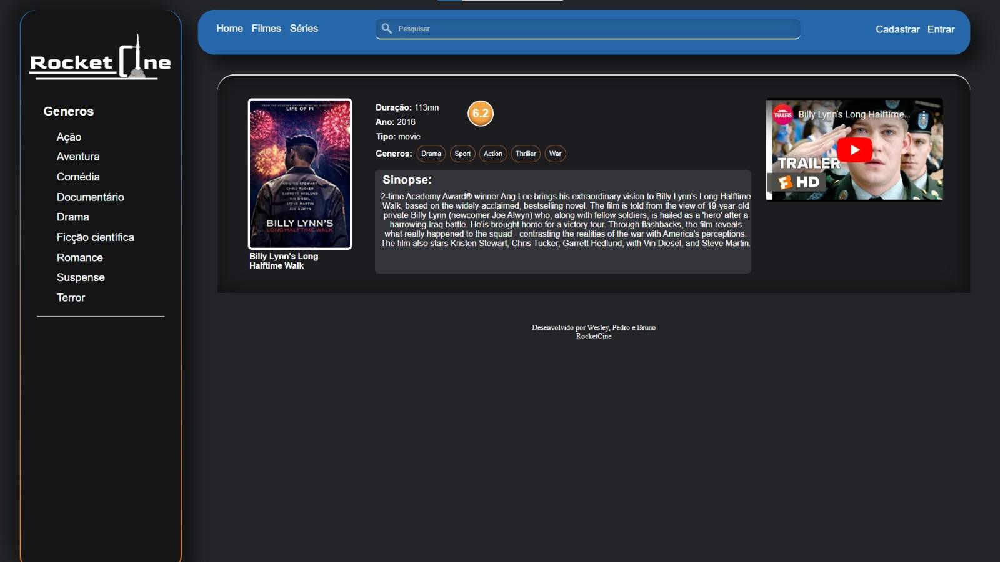 Rocket Cine
Home Filmes Séries
Pesquisar
Cadastrar Entrar
Generos
Ação
Aventura
Comédia
Documentário
Drama
Ficção científica
Romance
Suspense
Terror
LIFE OF PI
KRISTEN STEWART
CHRIS TUCKER
GARRETT HEDLUND
VIN DIESEL
STEVE MARTIN
JOE ALWYN
BILLY LYNN'S
LONG HALFTIME WALK
Billy Lynn's Long
Halftime Walk
Duração: 113mn
6.2
Ano: 2016
Tipo: movie
Generos: Drama Sport Action Thriller War
Sinopse:
2-time Academy Award® winner Ang Lee brings his extraordinary vision to Billy Lynn's Long Halftime
Walk, based on the widely-acclaimed, bestselling novel. The film is told from the view of 19-year-old
private Billy Lynn (newcomer Joe Alwyn) who, along with fellow soldiers, is hailed as a 'hero' after a
harrowing Iraq battle. He'is brought home for a victory tour. Through flashbacks, the film reveals
what really happened to the squad - contrasting the realities of the war with America's perceptions.
The film also stars Kristen Stewart, Chris Tucker, Garrett Hedlund, with Vin Diesel, and Steve Martin.
TRAILERS
Billy Lynn's Long Halftime...
TRAILER
F HD
Desenvolvido por Wesley, Pedro e Bruno
RocketCine